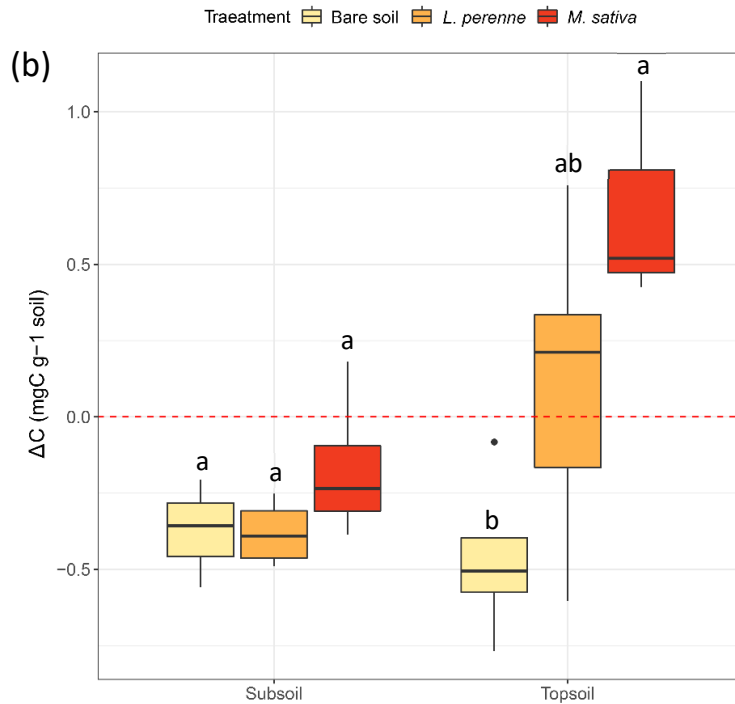 Traeatment Bare soil L. perenne M. sativa
(b)
a
ab
a
a
a
b
1.0
0.5
0.0
−0.5
ΔC (mgC g−1 soil)
Subsoil Topsoil